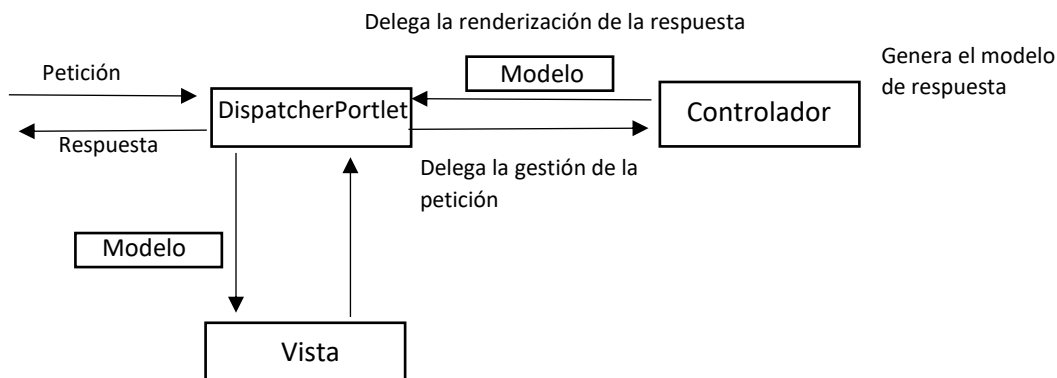 Delega la renderización de la respuesta
Petición
Modelo
Genera el modelo
de respuesta
DispatcherPortlet
Controlador
Respuesta
Delega la gestión de la
petición
Modelo
Vista